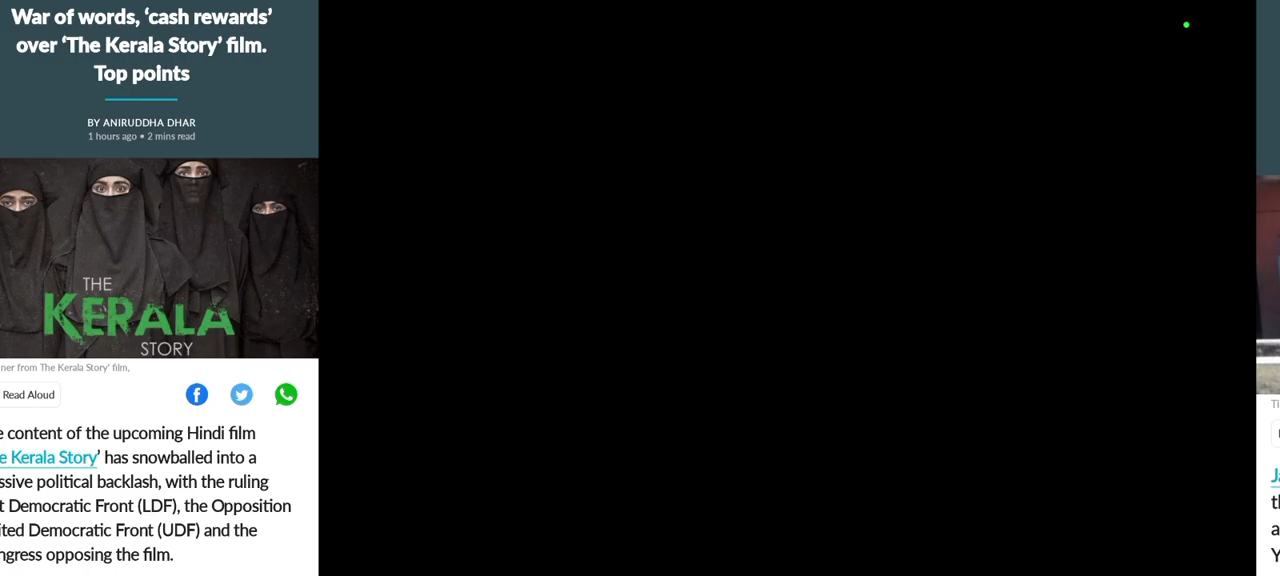 War of words, ‘cash rewards’
over ‘The Kerala Story’ film.
Top points
BY ANIRUDDHA DHAR
1 hours ago • 2 mins read
THE
KERALA
STORY
ner from The Kerala Story' film,
Read Aloud
e content of the upcoming Hindi film
e Kerala Story’ has snowballed into a
ssive political backlash, with the ruling
t Democratic Front (LDF), the Opposition
ited Democratic Front (UDF) and the
ngress opposing the film.
Ti
J
t
a
Y